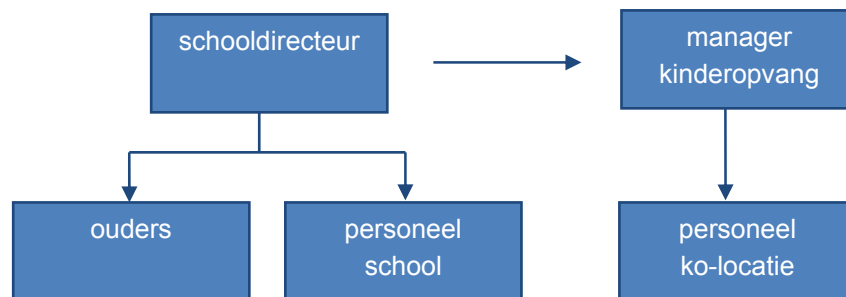 schooldirecteur
manager
kinderopvang
ouders
personeel
school
personeel
ko-locatie